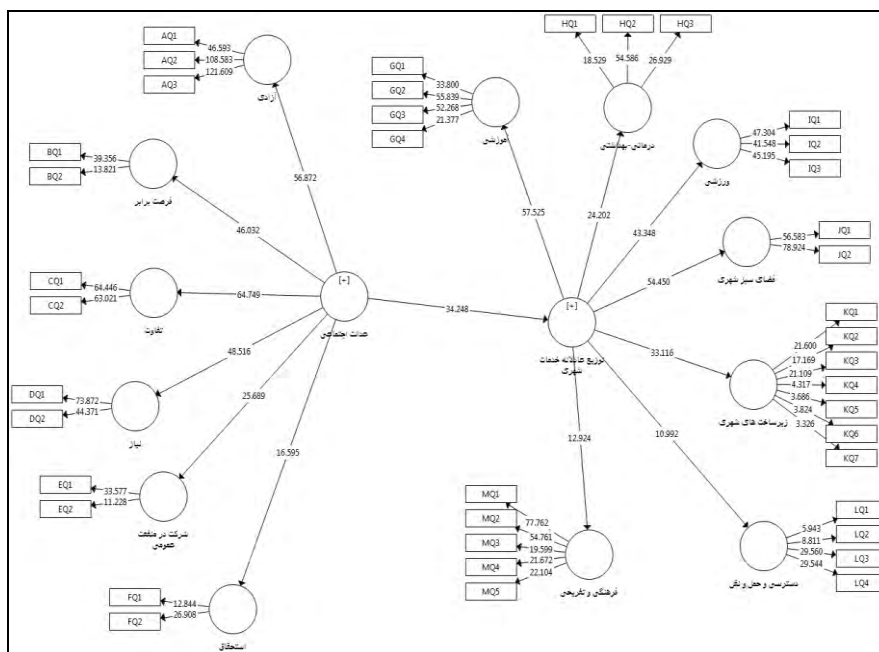 AQ1
AQ2
AQ3
46.593
108.583
121.609
آزادی
BQ1
BQ2
39.356
13.821
فرصت برابر
CQ1
CQ2
64.446
63.021
تفاوت
DQ1
DQ2
73.872
44.371
نیاز
EQ1
EQ2
33.577
11.228
شرکت در منفعت
عمومی
FQ1
FQ2
12.844
26.908
استحقاق
56.872
46.032
64.749
48.516
25.689
16.595
[+]
عدالت اجتماعی
34.248
[+]
توزیع عادلانه خدمات
شهری
GQ1
GQ2
GQ3
GQ4
33.800
55.839
52.268
21.377
آموزشی
HQ1
HQ2
HQ3
18.529
54.586
26.929
درمانی-بهداشتی
IQ1
IQ2
IQ3
47.304
41.548
45.195
ورزشی
JQ1
JQ2
56.583
78.924
فضای سبز شهری
KQ1
KQ2
KQ3
KQ4
KQ5
KQ6
KQ7
21.600
17.169
21.109
4.317
3.686
3.824
3.326
زیرساخت های شهری
LQ1
LQ2
LQ3
LQ4
5.943
8.811
29.560
29.544
دسترسی و حمل و نقل
MQ1
MQ2
MQ3
MQ4
MQ5
77.762
54.761
19.599
21.672
22.104
فرهنگی و تفریحی
57.525
24.202
43.348
54.450
33.116
10.992
12.924